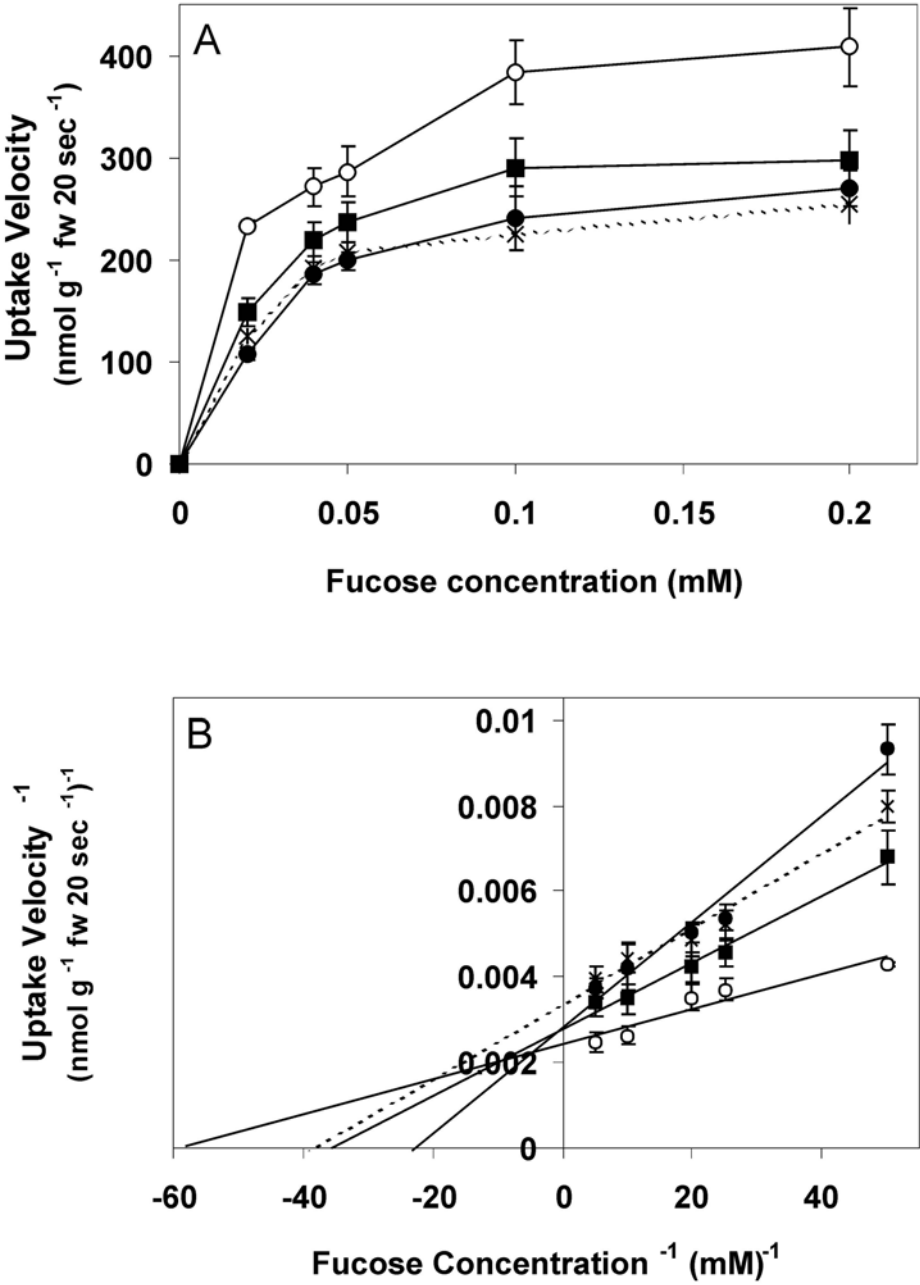 A
400
300
200
100
0
Uptake Velocity
(nmol g -1 fw 20 sec -1)
0 0.05 0.1 0.15 0.2
Fucose concentration (mM)
B
0.01
0.008
0.006
0.004
0.002
0
Uptake Velocity -1
(nmol g -1 fw 20 sec -1)-1
-60 -40 -20 0 20 40
Fucose Concentration -1 (mM)-1